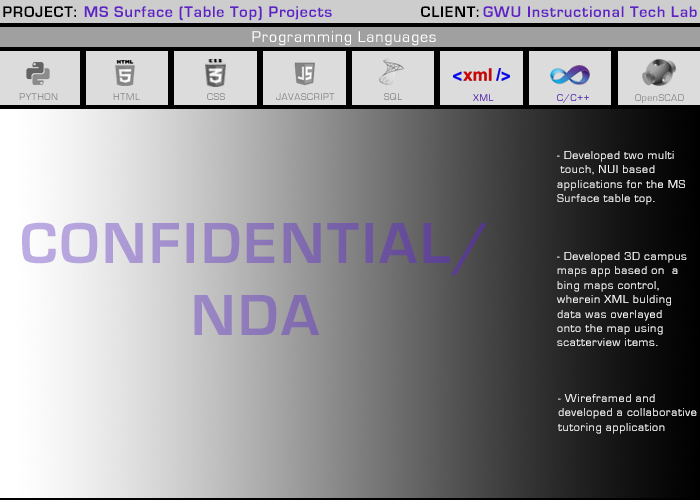 PROJECT: MS Surface (Table Top) Projects
CLIENT: GWU Instructional Tech Lab
Programming Languages
HTML
5
CSS
3
JS
<xml/>
PYTHON
HTML
CSS
JAVASCRIPT
SQL
XML
C/C++
OpenSCAD
CONFIDENTIAL/
NDA
- Developed two multi
touch, NUI based
applications for the MS
Surface table top.
- Developed 3D campus
maps app based on a
bing maps control,
wherein XML bulding
data was overlayed
onto the map using
scatterview items.
- Wireframed and
developed a collaborative
tutoring application